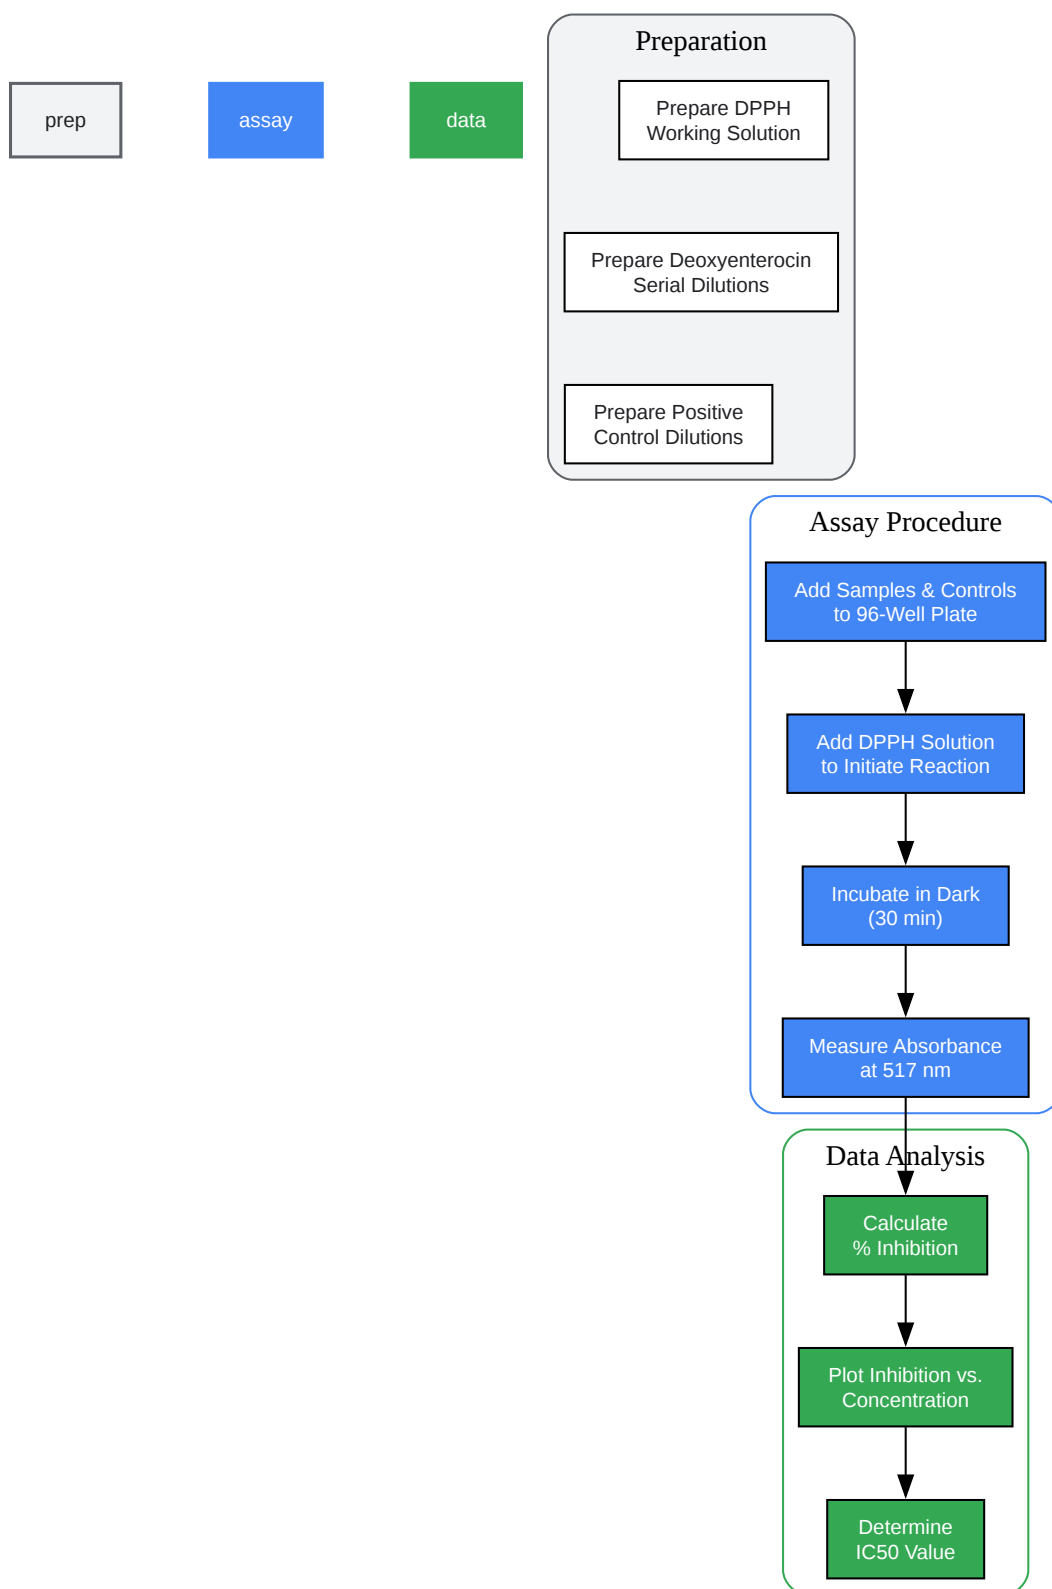 Preparation
prep
assay
data
Prepare DPPH
Working Solution
Prepare Deoxyenterocin
Serial Dilutions
Prepare Positive
Control Dilutions
Assay Procedure
Add Samples & Controls
to 96-Well Plate
Add DPPH Solution
to Initiate Reaction
Incubate in Dark
(30 min)
Measure Absorbance
at 517 nm
Data Analysis
Calculate
% Inhibition
Plot Inhibition vs.
Concentration
Determine
IC50 Value